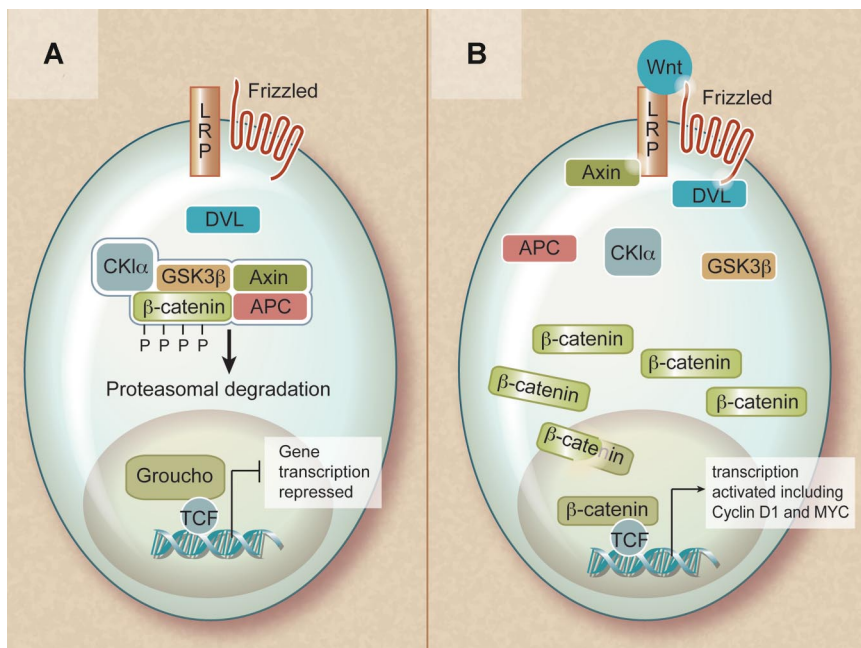 A
Frizzled
L
R
P
DVL
CKIα
GSK3β
Axin
β-catenin
APC
P P P P
Proteasomal degradation
Groucho
Gene
transcription
repressed
TCF
B
Wnt
Frizzled
L
R
P
Axin
DVL
APC
CKIα
GSK3β
β-catenin
β-catenin
β-catenin
β-catenin
β-catenin
β-catenin
transcription
activated including
Cyclin D1 and MYC
TCF